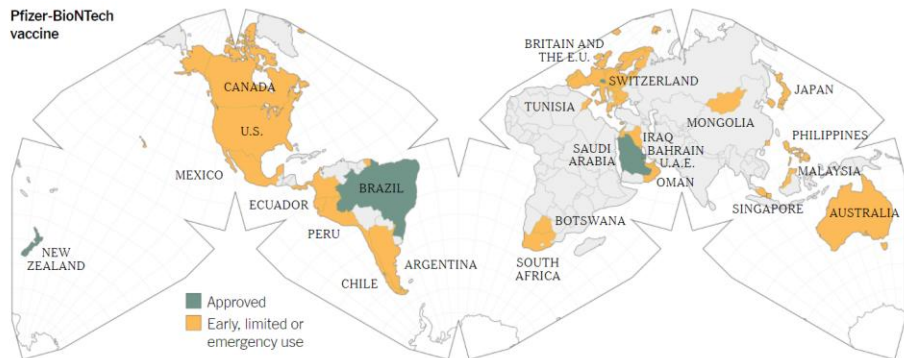 Pfizer-BioNTech
vaccine
CANADA
U.S.
MEXICO
ECUADOR
PERU
BRAZIL
CHILE
ARGENTINA
NEW
ZEALAND
BRITAIN AND
THE E.U.
SWITZERLAND
TUNISIA
SAUDI
ARABIA
IRAQ
BAHRAIN
U.A.E.
OMAN
BOTSWANA
SOUTH
AFRICA
MONGOLIA
JAPAN
PHILIPPINES
MALAYSIA
SINGAPORE
AUSTRALIA
Approved
Early, limited or
emergency use